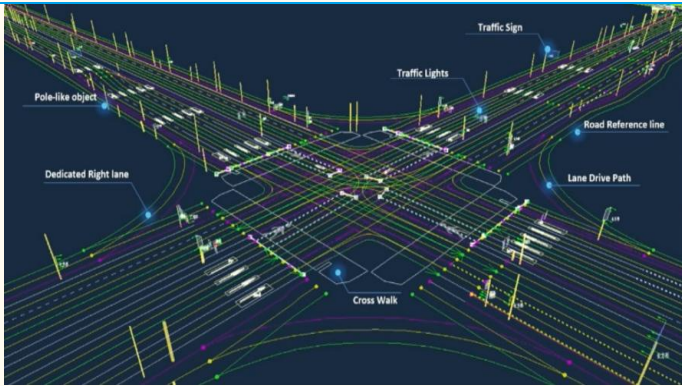 Traffic Sign
Traffic Lights
Pole-like object
Road Reference line
Dedicated Right lane
Lane Drive Path
Cross Walk